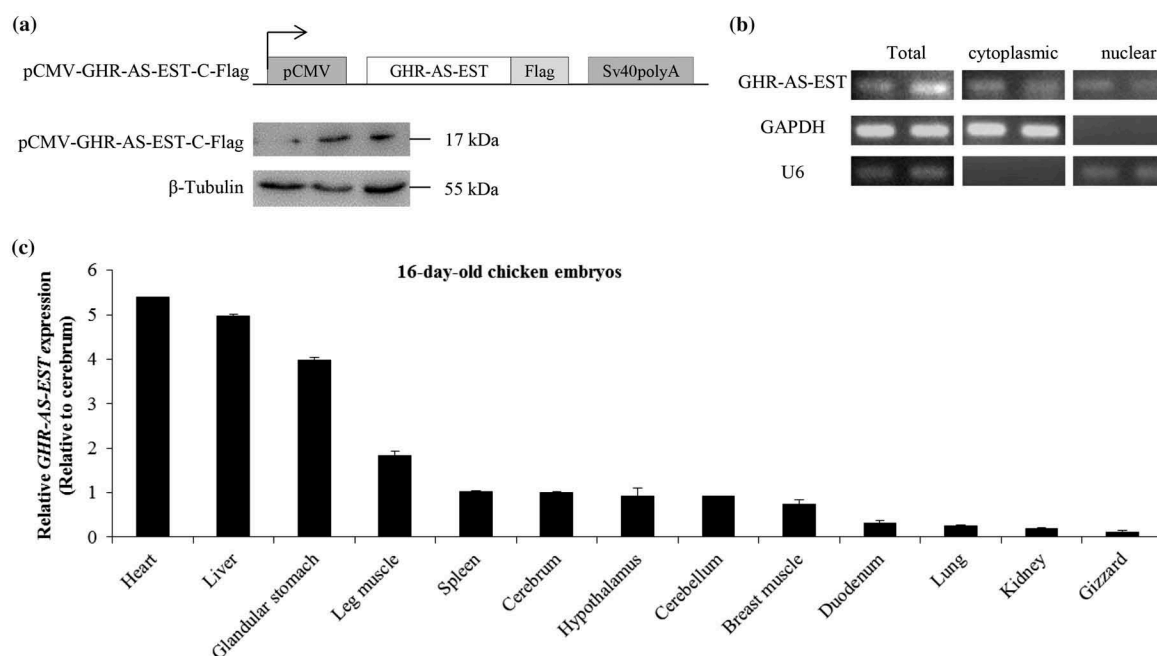 (a)
pCMV-GHR-AS-EST-C-Flag
pCMV
GHR-AS-EST
Flag
Sv40polyA
pCMV-GHR-AS-EST-C-Flag
17 kDa
β-Tubulin
55 kDa
(b)
Total
cytoplasmic
nuclear
GHR-AS-EST
GAPDH
U6
(c)
16-day-old chicken embryos
Relative GHR-AS-EST expression
(Relative to cerebrum)
6
5
4
3
2
1
0
Heart
Liver
Glandular stomach
Leg muscle
Spleen
Cerebrum
Hypothalamus
Cerebellum
Breast muscle
Duodenum
Lung
Kidney
Gizzard